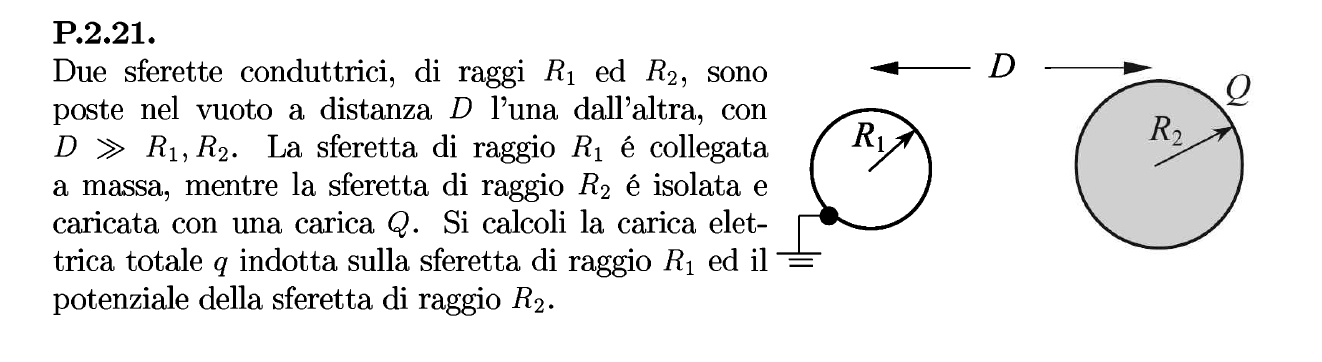 P.2.21.
Due sferette conduttrici, di raggi R₁ ed R₂, sono
poste nel vuoto a distanza D l'una dall'altra, con
D ≫ R₁, R₂. La sferetta di raggio R₁ é collegata
a massa, mentre la sferetta di raggio R₂ é isolata e
caricata con una carica Q. Si calcoli la carica elet-
trica totale q indotta sulla sferetta di raggio R₁ ed il
potenziale della sferetta di raggio R₂.
D
Q
R₁
R₂